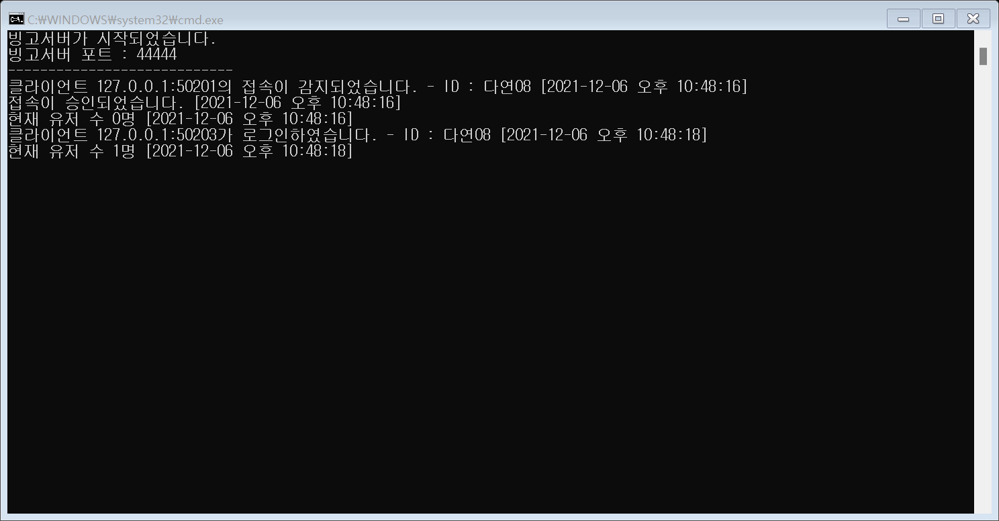 C:\WINDOWS\system32\cmd.exe
빙고서버가 시작되었습니다.
빙고서버 포트 : 44444
----------------------------
클라이언트 127.0.0.1:50201의 접속이 감지되었습니다. - ID : 다연08 [2021-12-06 오후 10:48:16]
접속이 승인되었습니다. [2021-12-06 오후 10:48:16]
현재 유저 수 0명 [2021-12-06 오후 10:48:16]
클라이언트 127.0.0.1:50203가 로그인하였습니다. - ID : 다연08 [2021-12-06 오후 10:48:18]
현재 유저 수 1명 [2021-12-06 오후 10:48:18]